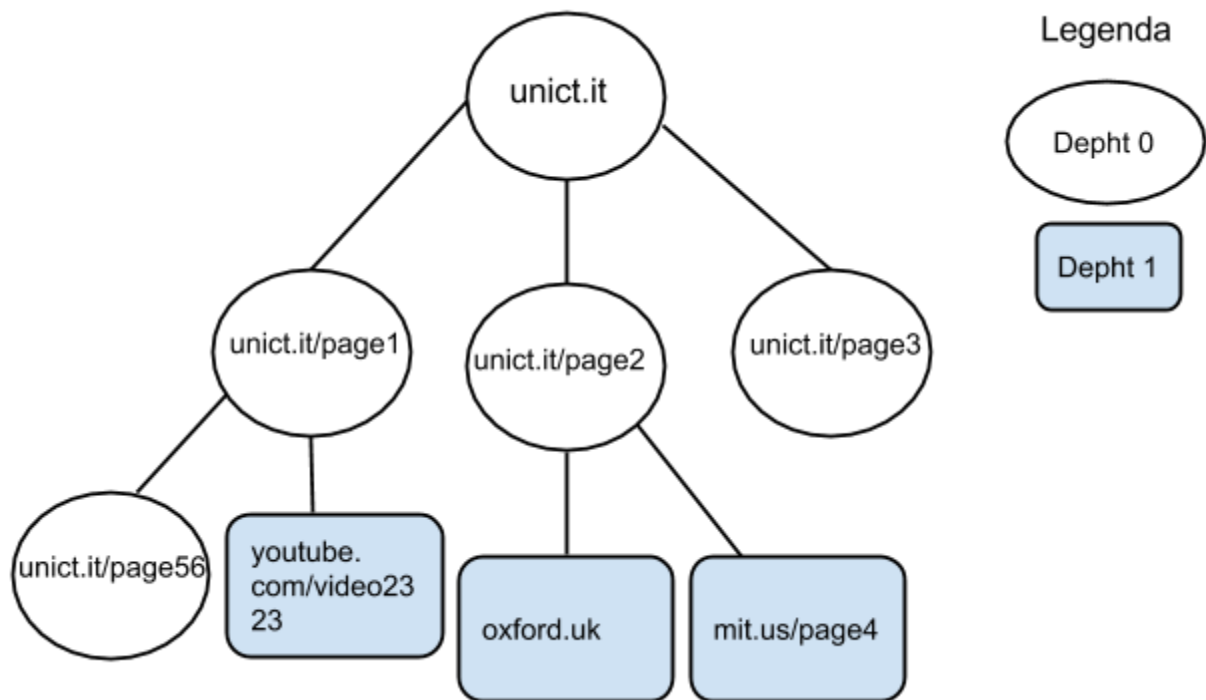 Legenda
unict.it
Depht 0
Depht 1
unict.it/page1
unict.it/page2
unict.it/page3
unict.it/page56
youtube.
com/video23
23
oxford.uk
mit.us/page4